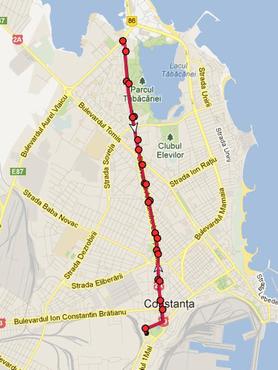 86
2A
Lacul
Tăbăcăriei
Parcul
Tăbăcăriei
Bulevardul Aurel Vlaicu
Strada Unirii
Bulevardul Tomis
Clubul
Elevilor
Strada Soveja
Strada Unirii
E87
Strada Ion Rațiu
Strada Baba Novac
Bulevardul Mamaia
Strada Dezrobirii
Strada Eliberării
Constanța
Bulevardul Ion Constantin Brătianu
1 Mai